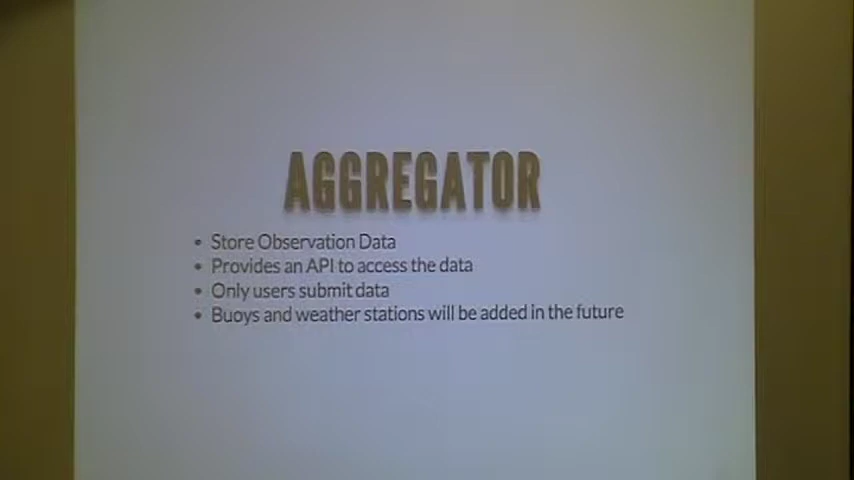 AGGREGATOR
• Store Observation Data
• Provides an API to access the data
• Only users submit data
• Buoys and weather stations will be added in the future